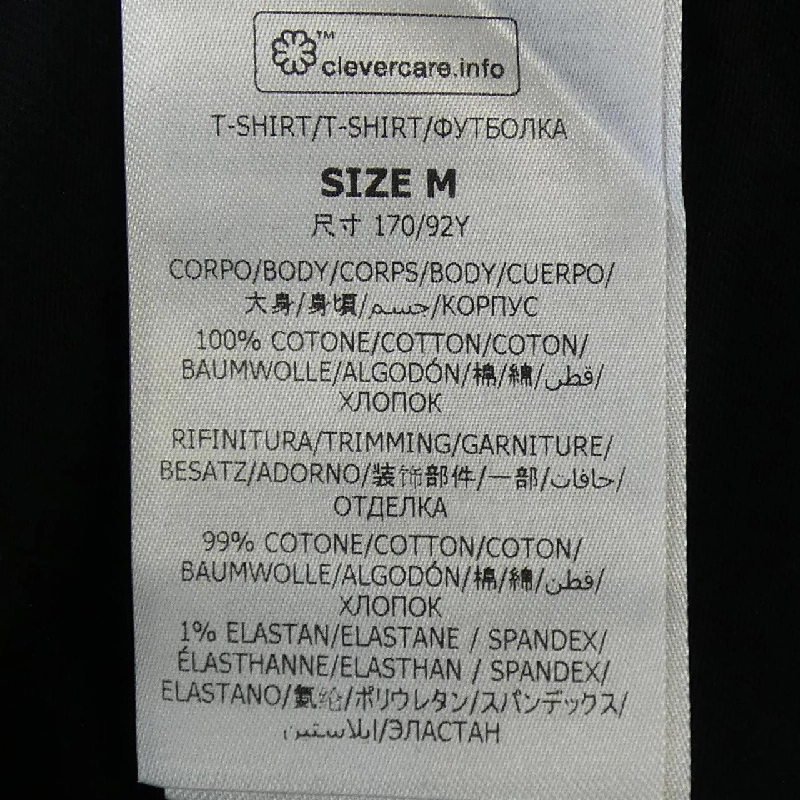 TM
clevercare.info
T-SHIRT/T-SHIRT/ФУТБОЛКА
SIZE M
尺寸 170/92Y
CORPO/BODY/CORPS/BODY/CUERPO/
大身/身頃/جسم/КОРПУС
100% COTONE/COTTON/COTON/
BAUMWOLLE/ALGODÓN/棉/綿/قطن/
ХЛОПОК
RIFINITURA/TRIMMING/GARNITURE/
BESATZ/ADORNO/装饰部件/一部/حافات/
ОТДЕЛКА
99% COTONE/COTTON/COTON/
BAUMWOLLE/ALGODÓN/棉/綿/قطن/
ХЛОПОК
1% ELASTAN/ELASTANE / SPANDEX/
ÉLASTHANNE/ELASTHAN / SPANDEX/
ELASTANO/氨纶/ポリウレタン/スパンデックス/
ايلاستين/ЭЛАСТАН